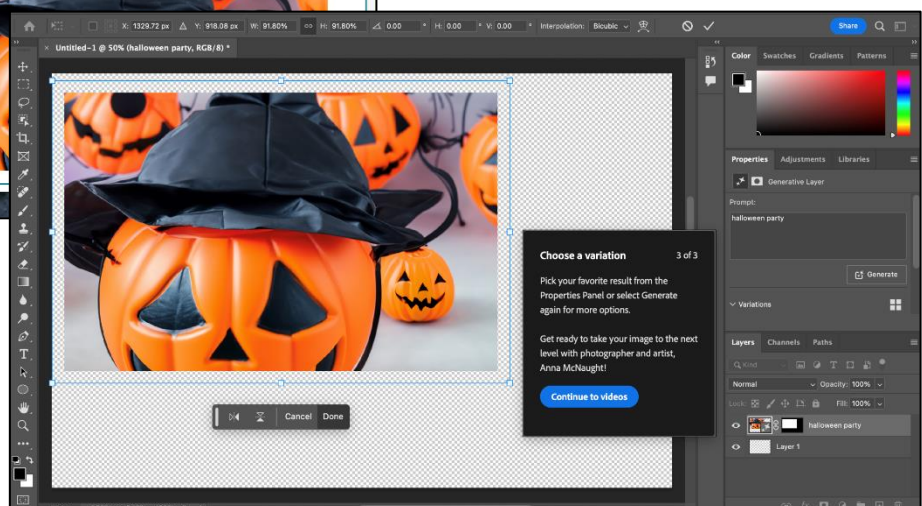 X: 1329.72 px Y: 918.08 px W: 91.80% H: 91.80% 0.00 ° H: 0.00 ° V: 0.00 ° Interpolation: Bicubic Share
× Untitled-1 @ 50% (halloween party, RGB/8) *
Color Swatches Gradients Patterns
Properties Adjustments Libraries
Generative Layer
Prompt:
halloween party
Generate
Variations
Choose a variation 3 of 3
Pick your favorite result from the
Properties Panel or select Generate
again for more options.
Get ready to take your image to the next
level with photographer and artist,
Anna McNaught!
Continue to videos
Cancel Done
Layers Channels Paths
Kind
Normal Opacity: 100%
Lock: Fill: 100%
halloween party
Layer 1